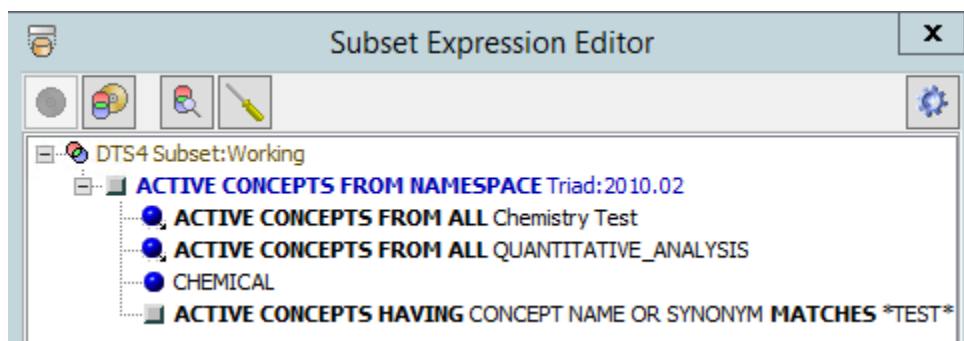 Subset Expression Editor
x
DTS4 Subset:Working
ACTIVE CONCEPTS FROM NAMESPACE Triad:2010.02
ACTIVE CONCEPTS FROM ALL Chemistry Test
ACTIVE CONCEPTS FROM ALL QUANTITATIVE_ANALYSIS
CHEMICAL
ACTIVE CONCEPTS HAVING CONCEPT NAME OR SYNONYM MATCHES *TEST*